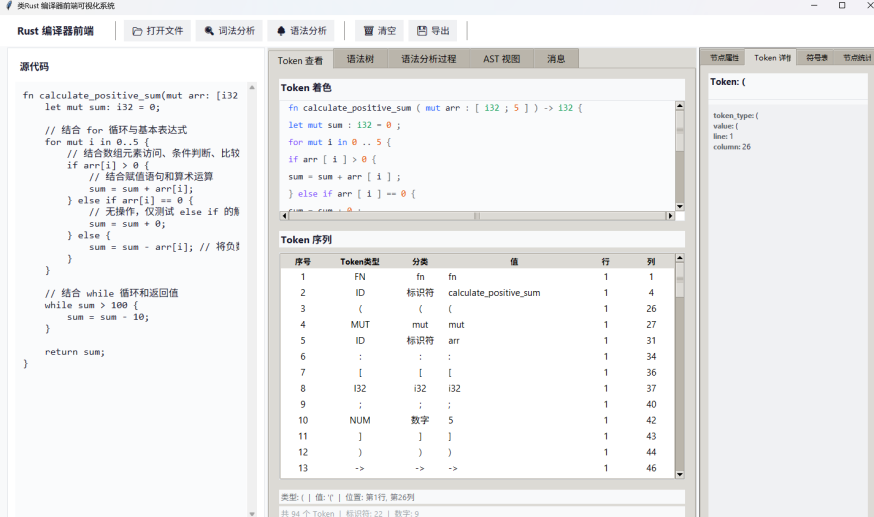 类Rust 编译器前端可视化系统
Rust 编译器前端
打开文件
词法分析
语法分析
清空
导出
源代码
fn calculate_positive_sum(mut arr: [i32
let mut sum: i32 = 0;
// 结合 for 循环与基本表达式
for mut i in 0..5 {
// 结合数组元素访问、条件判断、比较
if arr[i] > 0 {
// 结合赋值语句和算术运算
sum = sum + arr[i];
} else if arr[i] == 0 {
// 无操作，仅测试 else if 的解
sum = sum + 0;
} else {
sum = sum - arr[i]; // 将负数
}
}
// 结合 while 循环和返回值
while sum > 100 {
sum = sum - 10;
}
return sum;
}
Token 查看
语法树
语法分析过程
AST 视图
消息
Token 着色
fn calculate_positive_sum ( mut arr : [ i32 ; 5 ] ) -> i32 {
let mut sum : i32 = 0 ;
for mut i in 0 .. 5 {
if arr [ i ] > 0 {
sum = sum + arr [ i ] ;
} else if arr [ i ] == 0 {
sum = sum + 0 ;
Token 序列
序号 Token类型 分类 值 行 列
1 FN fn fn 1 1
2 ID 标识符 calculate_positive_sum 1 4
3 ( ( ( 1 26
4 MUT mut mut 1 27
5 ID 标识符 arr 1 31
6 : : : 1 34
7 [ [ [ 1 36
8 I32 i32 i32 1 37
9 ; ; ; 1 40
10 NUM 数字 5 1 42
11 ] ] ] 1 43
12 ) ) ) 1 44
13 -> -> -> 1 46
类型: ( | 值: '(' | 位置: 第1行, 第26列
共 94 个 Token | 标识符: 22 | 数字: 9
节点属性
Token 详情
符号表
节点统计
Token: (
token_type: (
value: (
line: 1
column: 26